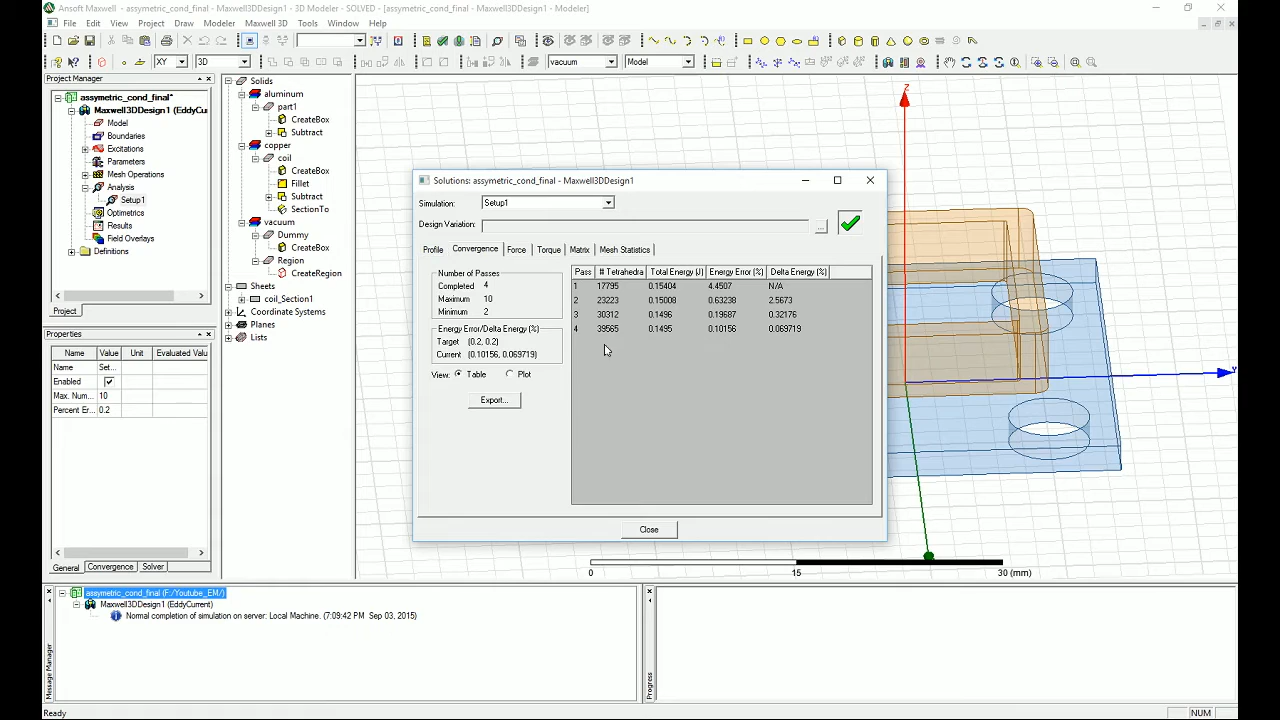 Ansoft Maxwell - assymetric_cond_final - Maxwell3DDesign1 - 3D Modeler - SOLVED - [assymetric_cond_final - Maxwell3DDesign1 - Modeler]
File Edit View Project Draw Modeler Maxwell 3D Tools Window Help
XY 3D vacuum Model
Project Manager
assymetric_cond_final*
Maxwell3DDesign1 (EddyCurrent
Model
Boundaries
Excitations
Parameters
Mesh Operations
Analysis
Setup1
Optimetrics
Results
Field Overlays
Definitions
Project
Properties
Name Value Unit Evaluated Value
Name Set...
Enabled
Max. Num... 10
Percent Er... 0.2
General Convergence Solver
Solids
aluminum
part1
CreateBox
Subtract
copper
coil
CreateBox
Fillet
Subtract
SectionTo
vacuum
Dummy
CreateBox
Region
CreateRegion
Sheets
coil_Section1
Coordinate Systems
Planes
Lists
Solutions: assymetric_cond_final - Maxwell3DDesign1
Simulation: Setup1
Design Variation: ...
Profile Convergence Force Torque Matrix Mesh Statistics
Number of Passes
Completed 4
Maximum 10
Minimum 2
Energy Error/Delta Energy (%)
Target (0.2, 0.2)
Current (0.10156, 0.069719)
View: Table Plot
Export...
Pass # Tetrahedra Total Energy (J) Energy Error (%) Delta Energy (%)
1 17795 0.15404 4.4507 N/A
2 23223 0.15008 0.63238 2.5673
3 30312 0.1496 0.19687 0.32176
4 39565 0.1495 0.10156 0.069719
Close
Z
Y
0 15 30 (mm)
Message Manager
assymetric_cond_final (F:/Youtube_EM/)
Maxwell3DDesign1 (EddyCurrent)
Normal completion of simulation on server: Local Machine. (7:09:42 PM Sep 03, 2015)
Progress
Ready
NUM